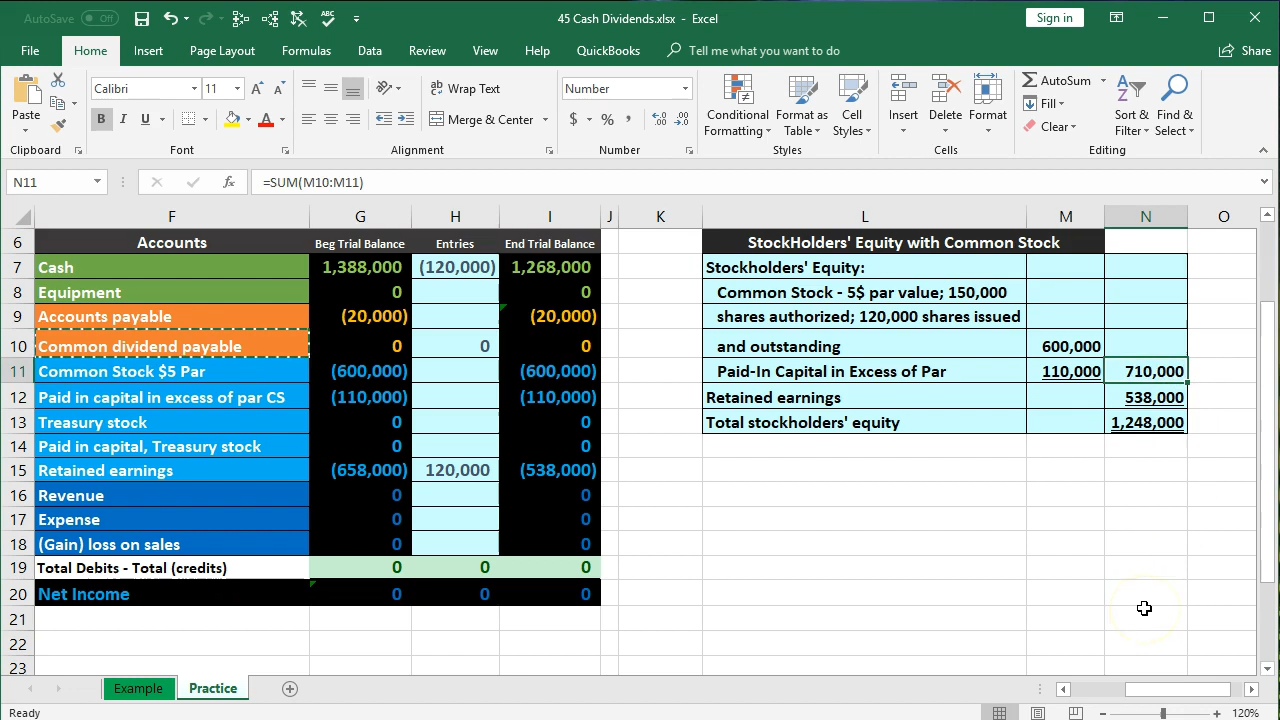 AutoSave Off 45 Cash Dividends.xlsx - Excel Sign in
File Home Insert Page Layout Formulas Data Review View Help QuickBooks Tell me what you want to do Share
Paste
Calibri 11
B I U
A A
Wrap Text
Merge & Center
Number
$ % ,
Conditional Formatting
Format as Table
Cell Styles
Insert Delete Format
AutoSum
Fill
Clear
Sort & Filter
Find & Select
Clipboard Font Alignment Number Styles Cells Editing
N11 fx =SUM(M10:M11)
F G H I J K L M N O
6 Accounts Beg Trial Balance Entries End Trial Balance StockHolders' Equity with Common Stock
7 Cash 1,388,000 (120,000) 1,268,000 Stockholders' Equity:
8 Equipment 0 0 Common Stock - 5$ par value; 150,000
9 Accounts payable (20,000) (20,000) shares authorized; 120,000 shares issued
10 Common dividend payable 0 0 0 and outstanding 600,000
11 Common Stock $5 Par (600,000) (600,000) Paid-In Capital in Excess of Par 110,000 710,000
12 Paid in capital in excess of par CS (110,000) (110,000) Retained earnings 538,000
13 Treasury stock 0 0 Total stockholders' equity 1,248,000
14 Paid in capital, Treasury stock 0 0
15 Retained earnings (658,000) 120,000 (538,000)
16 Revenue 0 0
17 Expense 0 0
18 (Gain) loss on sales 0 0
19 Total Debits - Total (credits) 0 0 0
20 Net Income 0 0 0
21
22
23
Example Practice
Ready 120%